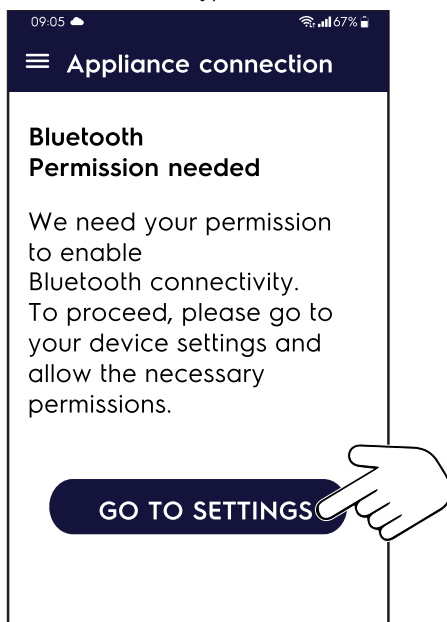 09:05
67%
Appliance connection
Bluetooth
Permission needed
We need your permission
to enable
Bluetooth connectivity.
To proceed, please go to
your device settings and
allow the necessary
permissions.
GO TO SETTINGS